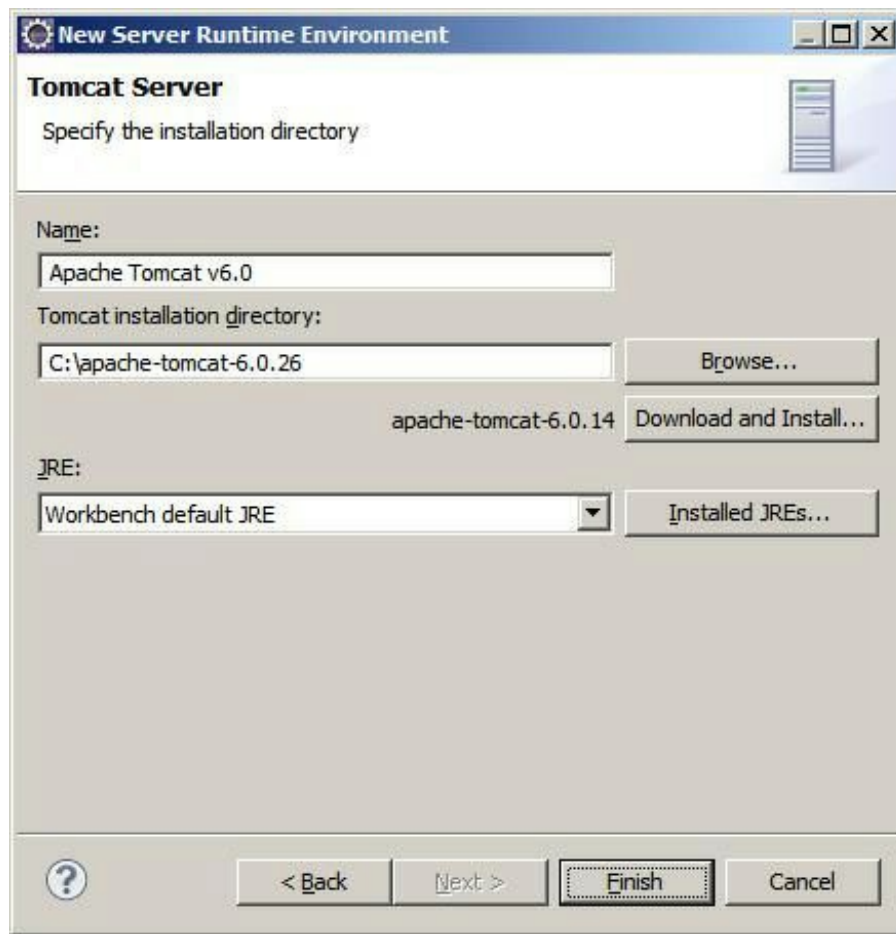 New Server Runtime Environment
Tomcat Server
Specify the installation directory
Name:
Apache Tomcat v6.0
Tomcat installation directory:
C:\apache-tomcat-6.0.26
Browse...
apache-tomcat-6.0.14
Download and Install...
JRE:
Workbench default JRE
Installed JREs...
?
< Back
Next >
Finish
Cancel